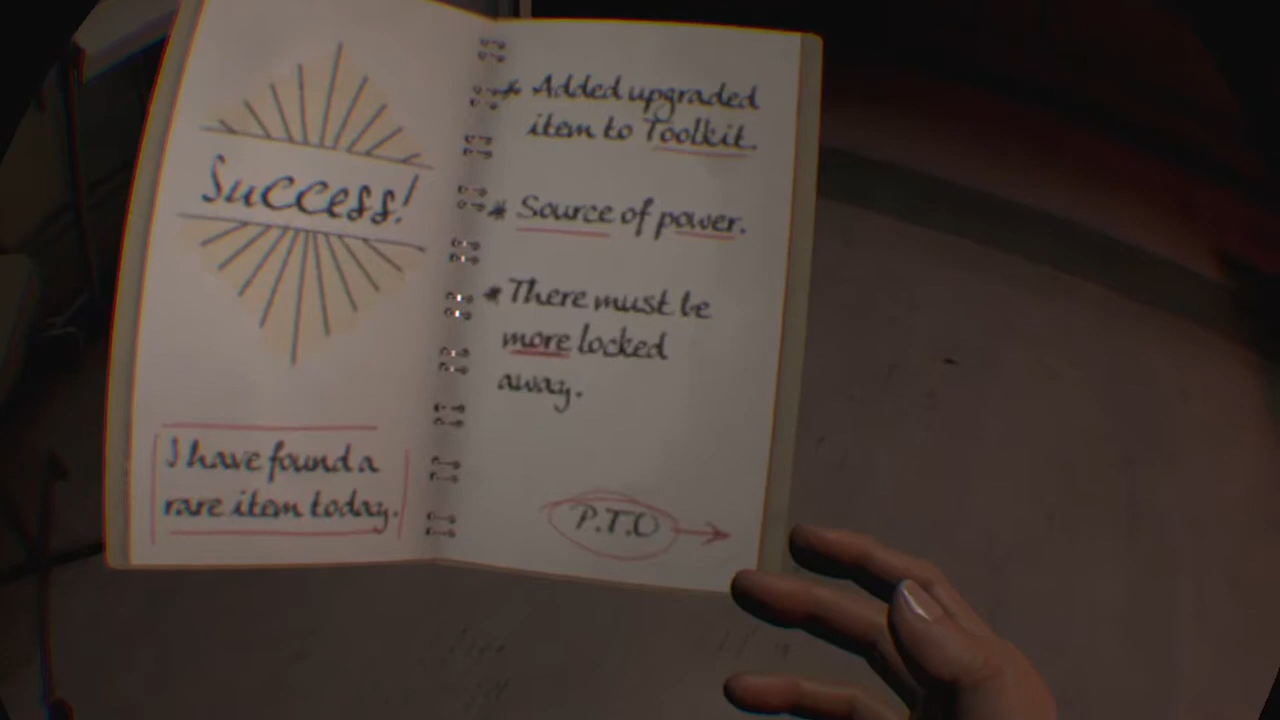 Success!
I have found a
rare item today.
* Added upgraded
item to Toolkit.
* Source of power.
* There must be
more locked
away.
P.T.O